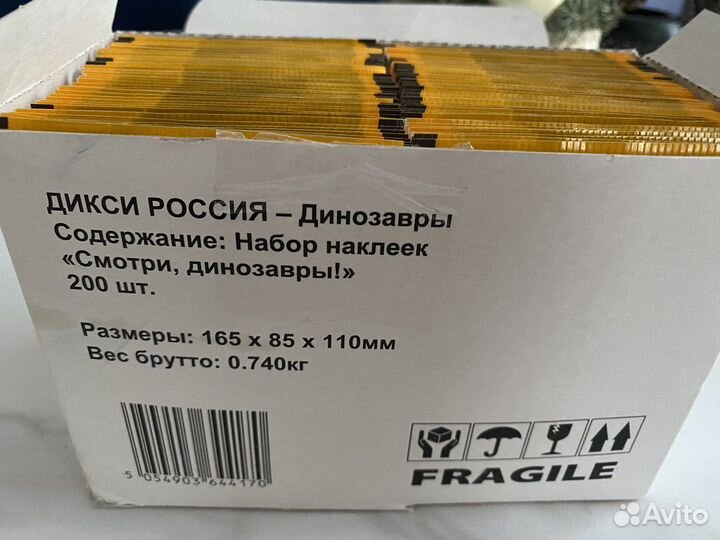 ДИКСИ РОССИЯ – Динозавры
Содержание: Набор наклеек
«Смотри, динозавры!»
200 шт.
Размеры: 165 x 85 x 110мм
Вес брутто: 0.740кг
5 054903 644170
FRAGILE
Avito